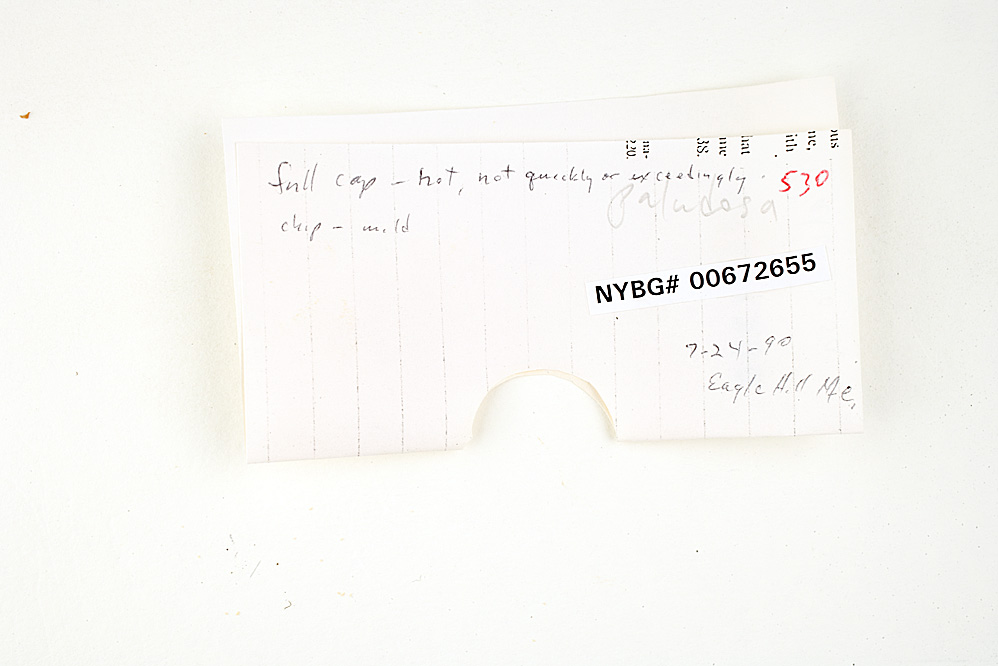 full cap – hot, not quickly or exceedingly.
530
paludosa
chip – mild
NYBG# 00672655
7-24-90
Eagle Hill Me.